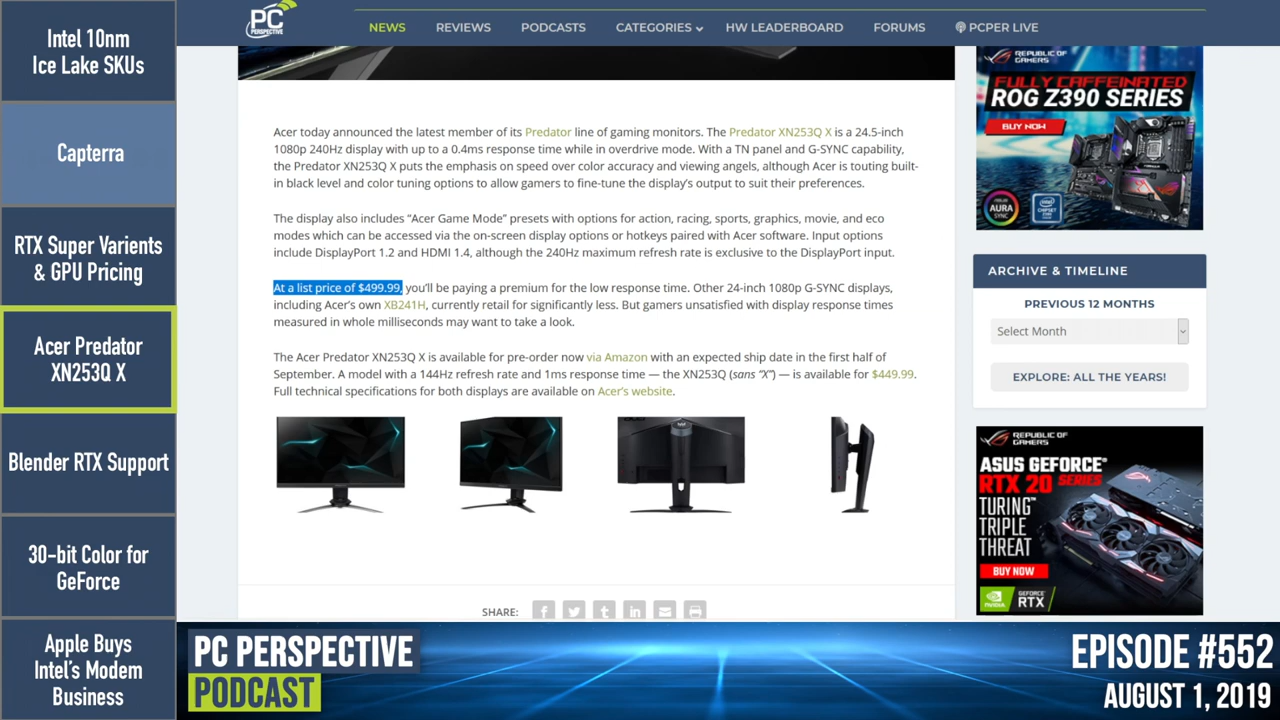 Intel 10nm
Ice Lake SKUs
Capterra
RTX Super Varients
& GPU Pricing
Acer Predator
XN253Q X
Blender RTX Support
30-bit Color for
GeForce
Apple Buys
Intel's Modem
Business
PC
PERSPECTIVE
NEWS
REVIEWS
PODCASTS
CATEGORIES
HW LEADERBOARD
FORUMS
PCPER LIVE
Acer today announced the latest member of its Predator line of gaming monitors. The Predator XN253Q X is a 24.5-inch
1080p 240Hz display with up to a 0.4ms response time while in overdrive mode. With a TN panel and G-SYNC capability,
the Predator XN253Q X puts the emphasis on speed over color accuracy and viewing angels, although Acer is touting built-
in black level and color tuning options to allow gamers to fine-tune the display's output to suit their preferences.
The display also includes “Acer Game Mode” presets with options for action, racing, sports, graphics, movie, and eco
modes which can be accessed via the on-screen display options or hotkeys paired with Acer software. Input options
include DisplayPort 1.2 and HDMI 1.4, although the 240Hz maximum refresh rate is exclusive to the DisplayPort input.
At a list price of $499.99, you'll be paying a premium for the low response time. Other 24-inch 1080p G-SYNC displays,
including Acer's own XB241H, currently retail for significantly less. But gamers unsatisfied with display response times
measured in whole milliseconds may want to take a look.
The Acer Predator XN253Q X is available for pre-order now via Amazon with an expected ship date in the first half of
September. A model with a 144Hz refresh rate and 1ms response time — the XN253Q (sans “X”) — is available for $449.99.
Full technical specifications for both displays are available on Acer's website.
SHARE:
REPUBLIC OF
GAMERS
FULLY CAFFEINATED
ROG Z390 SERIES
BUY NOW
AURA
SYNC
intel
CHIPSET
Z390
ARCHIVE & TIMELINE
PREVIOUS 12 MONTHS
Select Month
EXPLORE: ALL THE YEARS!
REPUBLIC OF
GAMERS
ASUS GEFORCE®
RTX 20 SERIES
TURING™
TRIPLE
THREAT
BUY NOW
NVIDIA
GEFORCE
RTX
PC PERSPECTIVE
PODCAST
EPISODE #552
AUGUST 1, 2019